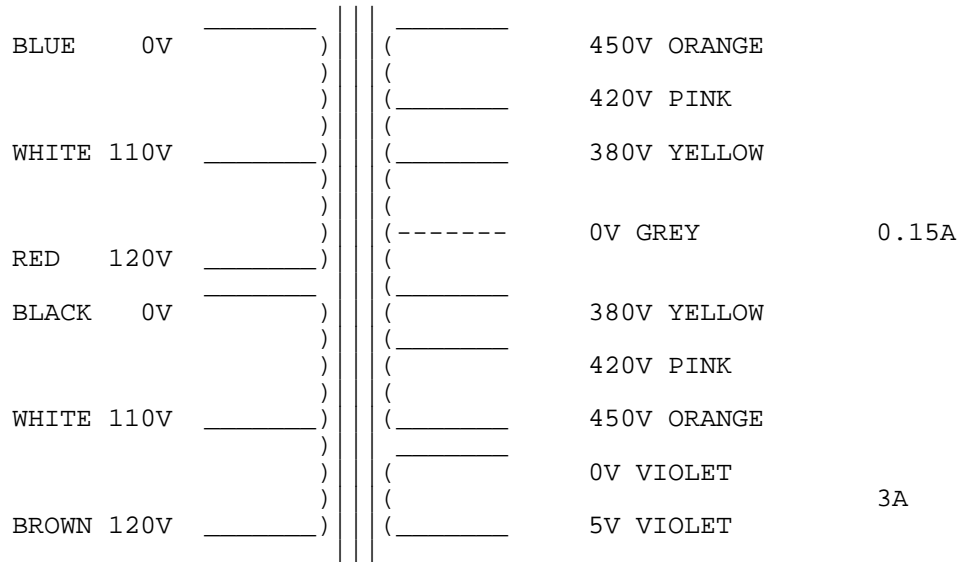 BLUE 0V 450V ORANGE
420V PINK
WHITE 110V 380V YELLOW
0V GREY 0.15A
RED 120V
BLACK 0V 380V YELLOW
420V PINK
WHITE 110V 450V ORANGE
0V VIOLET
3A
BROWN 120V 5V VIOLET